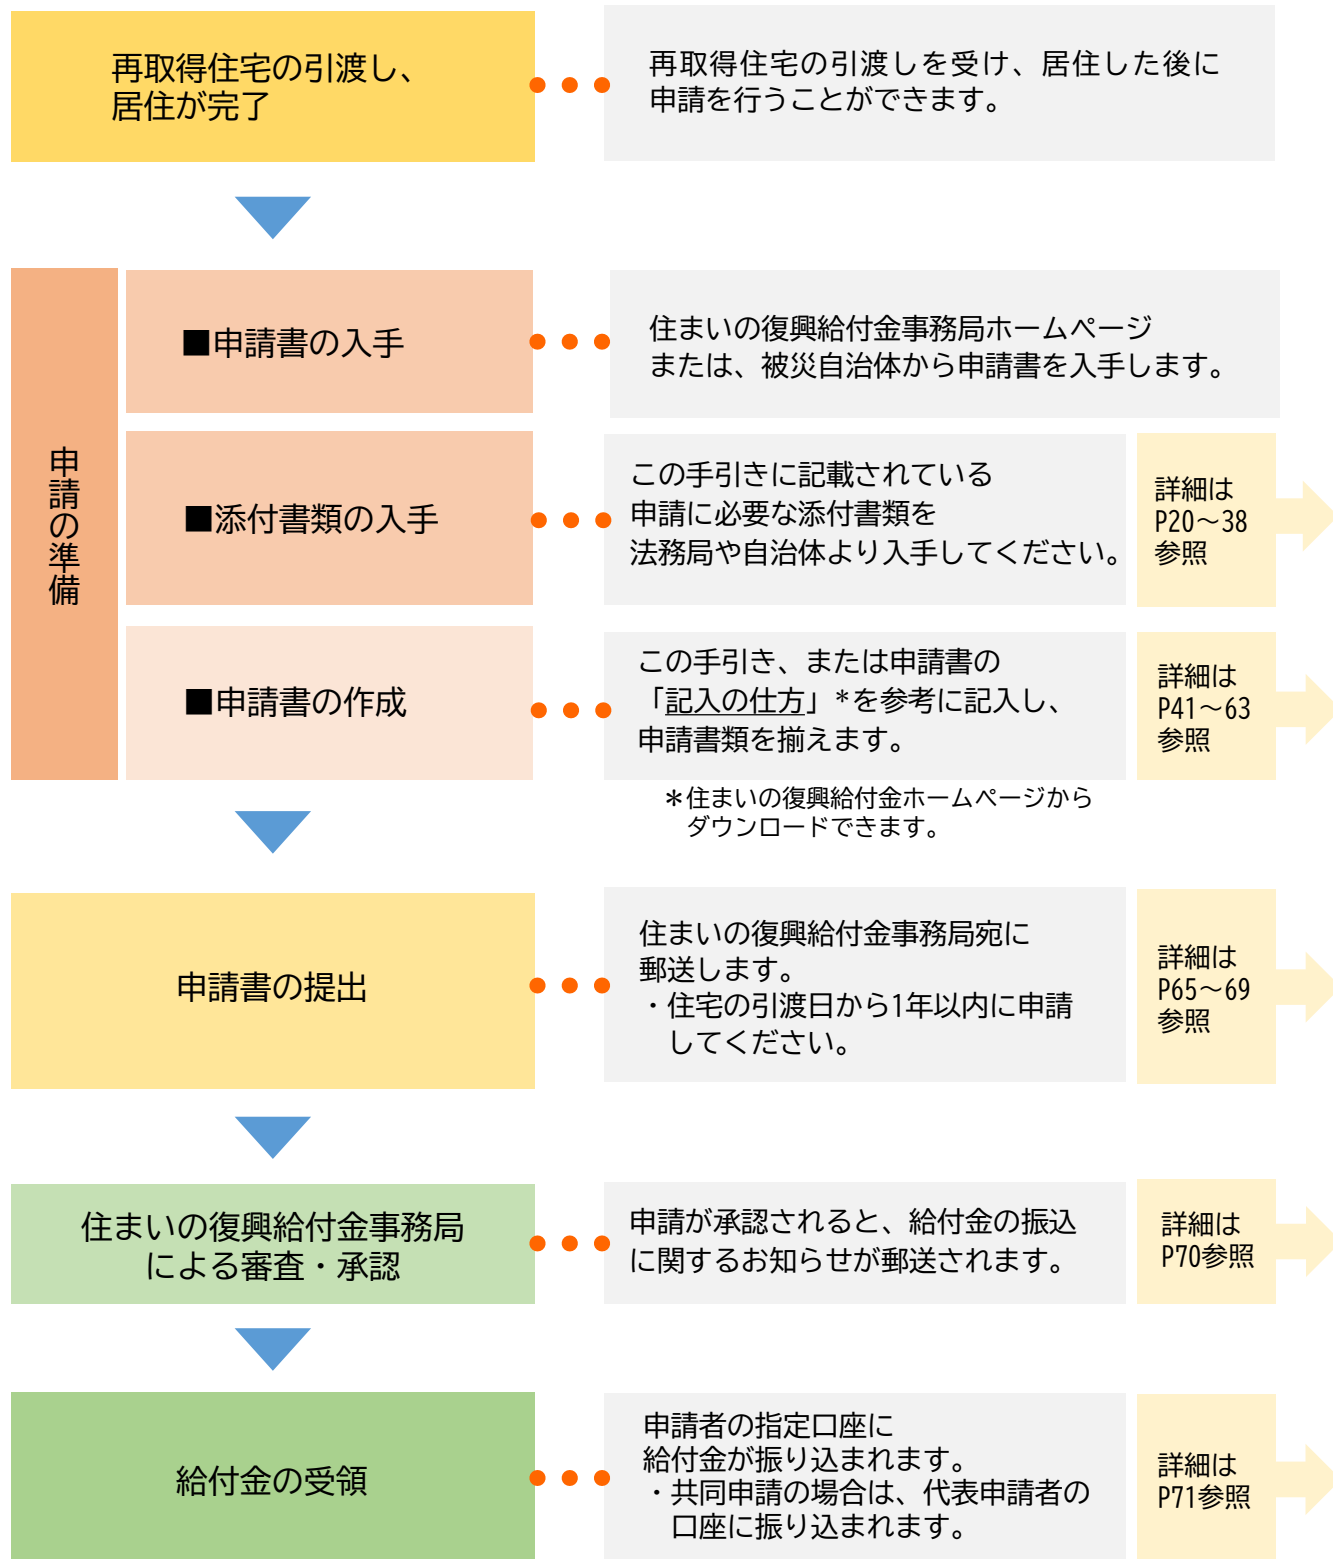 再取得住宅の引渡し、
居住が完了
再取得住宅の引渡しを受け、居住した後に
申請を行うことができます。
申請の準備
■申請書の入手
住まいの復興給付金事務局ホームページ
または、被災自治体から申請書を入手します。
■添付書類の入手
この手引きに記載されている
申請に必要な添付書類を
法務局や自治体より入手してください。
詳細は
P20～38
参照
■申請書の作成
この手引き、または申請書の
「記入の仕方」*を参考に記入し、
申請書類を揃えます。
詳細は
P41～63
参照
＊住まいの復興給付金ホームページから
ダウンロードできます。
申請書の提出
住まいの復興給付金事務局宛に
郵送します。
・住宅の引渡日から1年以内に申請
してください。
詳細は
P65～69
参照
住まいの復興給付金事務局
による審査・承認
申請が承認されると、給付金の振込
に関するお知らせが郵送されます。
詳細は
P70参照
給付金の受領
申請者の指定口座に
給付金が振り込まれます。
・共同申請の場合は、代表申請者の
口座に振り込まれます。
詳細は
P71参照